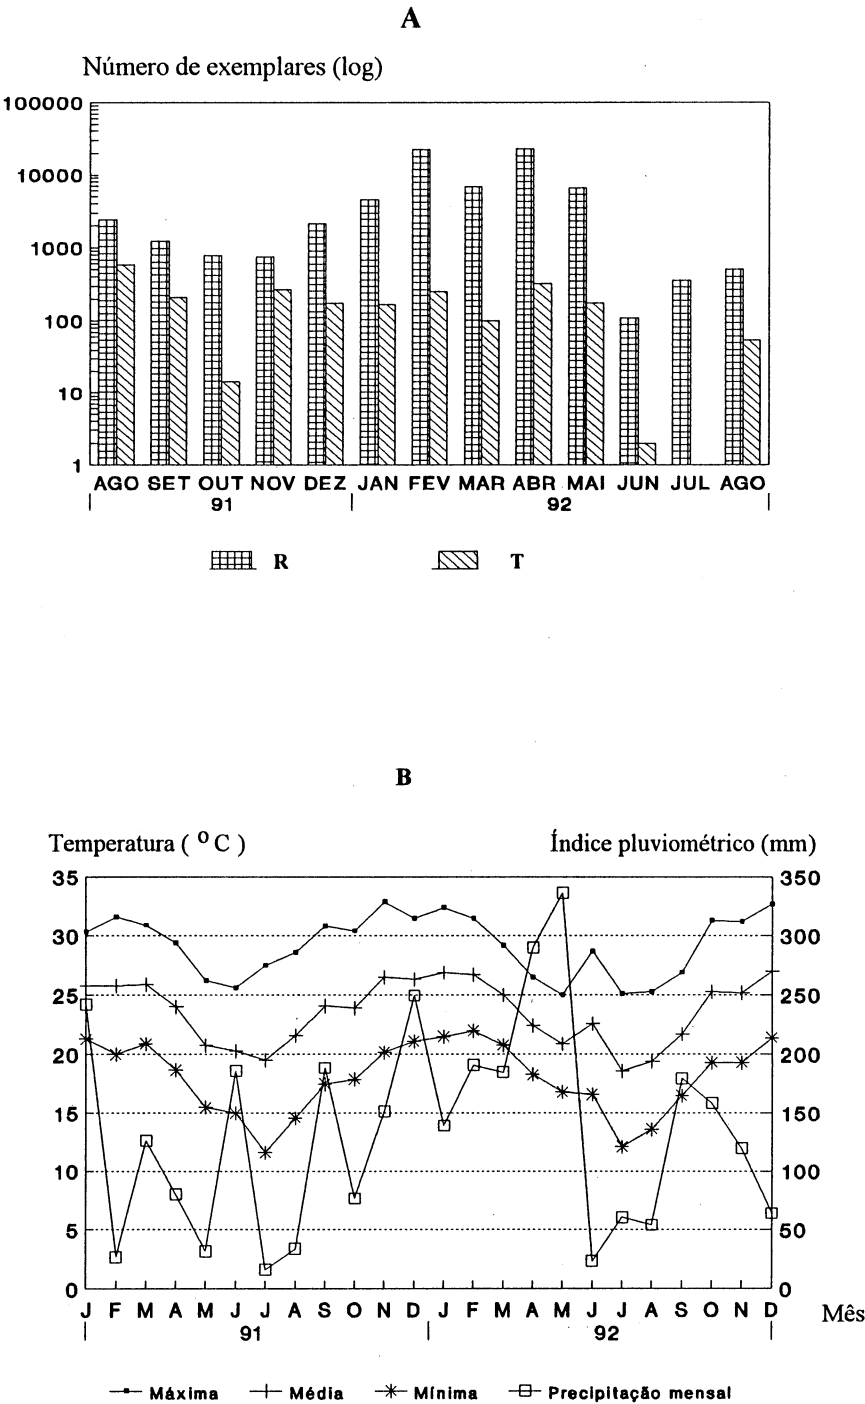 A
Número de exemplares (log)
100000
10000
1000
100
10
1
AGO SET OUT NOV DEZ JAN FEV MAR ABR MAI JUN JUL AGO
91 92
R T
B
Temperatura ( º C ) Índice pluviométrico (mm)
35 350
30 300
25 250
20 200
15 150
10 100
5 50
0 0
J F M A M J J A S O N D J F M A M J J A S O N D Mês
91 92
Máxima Média Mínima Precipitação mensal